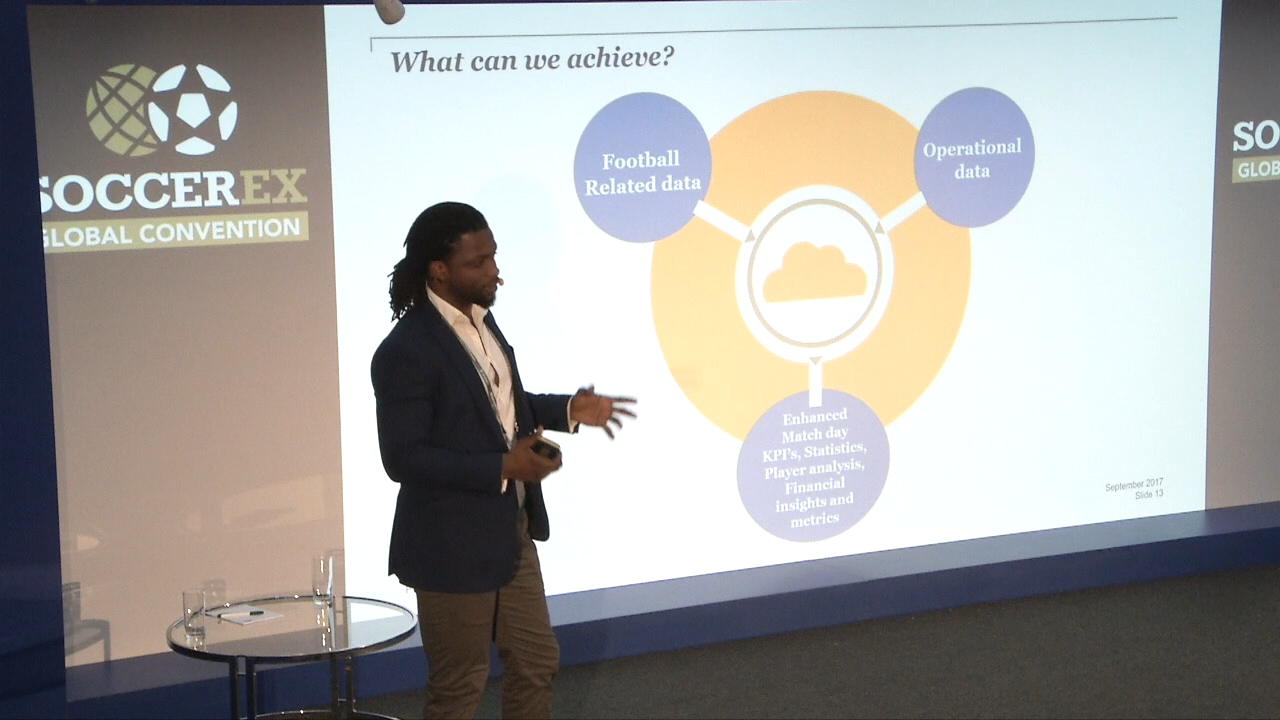 SOCCEREX
GLOBAL CONVENTION
What can we achieve?
Football
Related data
Operational
data
Enhanced
Match day
KPI's, Statistics,
Player analysis,
Financial
insights and
metrics
September 2017
Slide 13
SO
GLOB